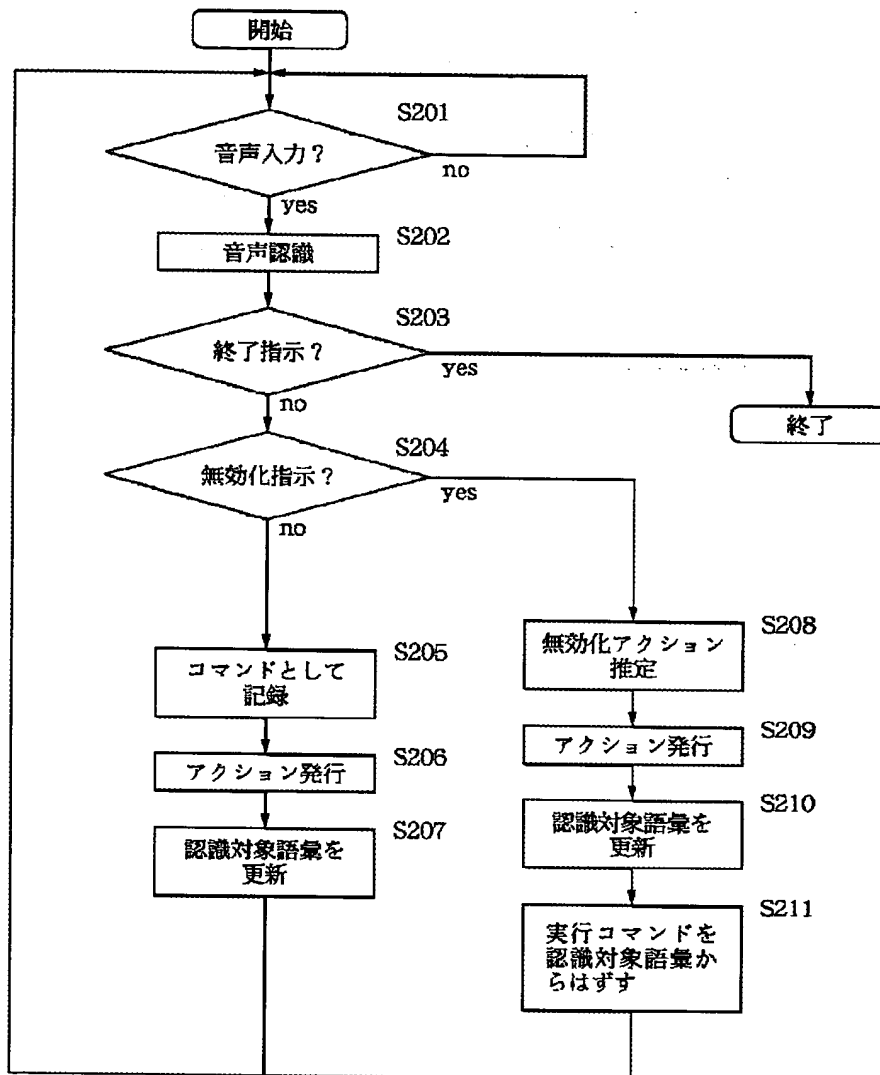 開始
S201
音声入力?
no
yes
S202
音声認識
S203
終了指示?
yes
no
終了
S204
無効化指示?
yes
no
S205
コマンドとして
記録
S206
アクション発行
S207
認識対象語彙を
更新
S208
無効化アクション
推定
S209
アクション発行
S210
認識対象語彙を
更新
S211
実行コマンドを
認識対象語彙か
らはずす